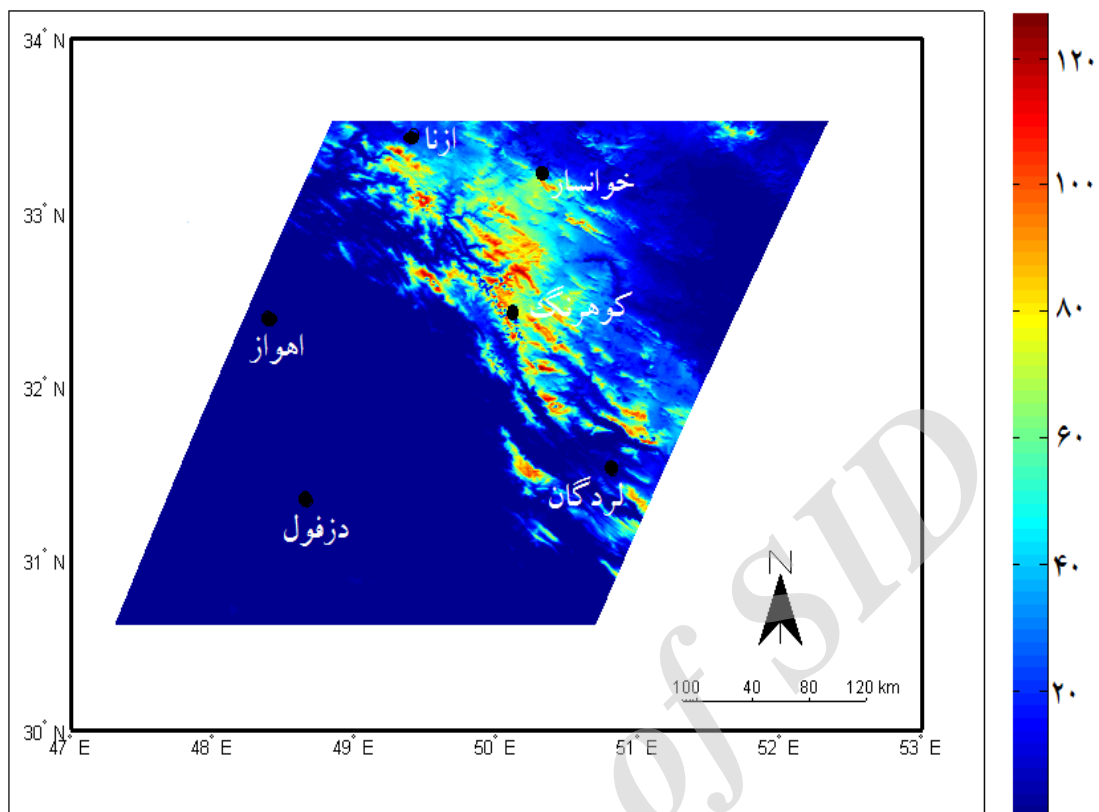 34° N
33° N
32° N
31° N
30° N
47° E
48° E
49° E
50° E
51° E
52° E
53° E
ازنا
خوانسار
کوهرنگ
اهواز
لردگان
دزفول
N
100 40 80 120 km
۱۲۰
۱۰۰
۸۰
۶۰
۴۰
۲۰
of SID